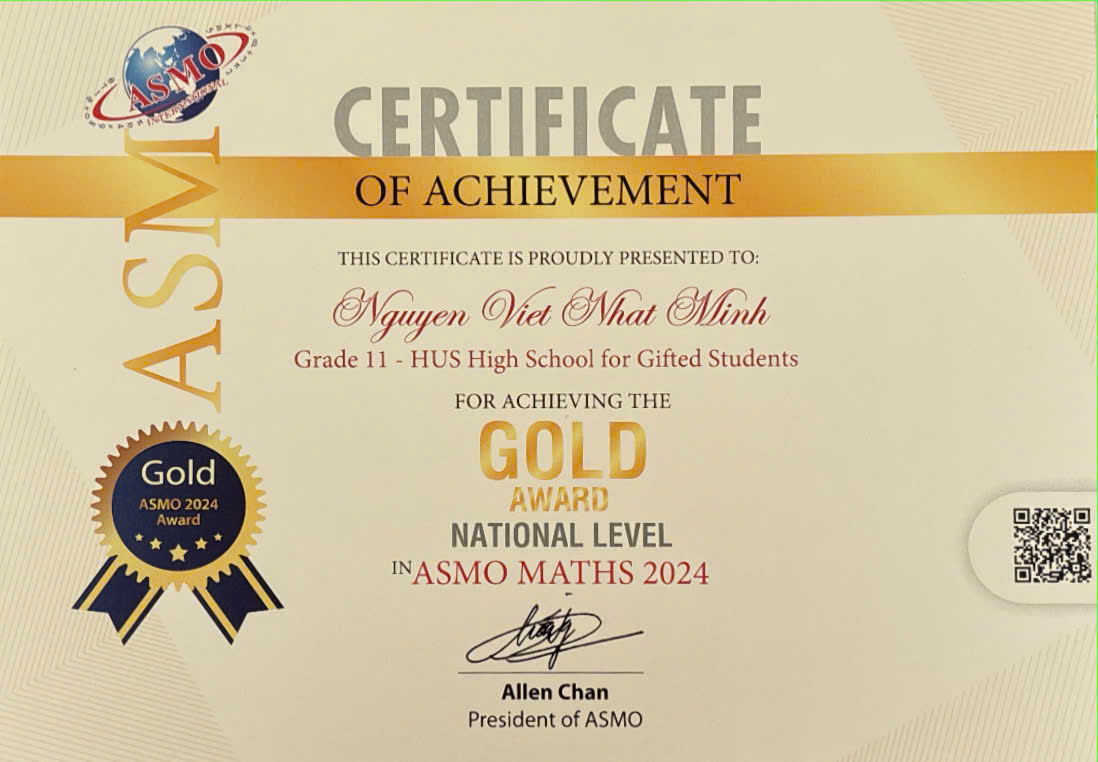 ASMO
INTERNATIONAL
ASMO
CERTIFICATE
OF ACHIEVEMENT
THIS CERTIFICATE IS PROUDLY PRESENTED TO:
Nguyen Viet Nhat Minh
Grade 11 - HUS High School for Gifted Students
FOR ACHIEVING THE
GOLD
AWARD
NATIONAL LEVEL
IN ASMO MATHS 2024
Gold
ASMO 2024
Award
Allen Chan
President of ASMO